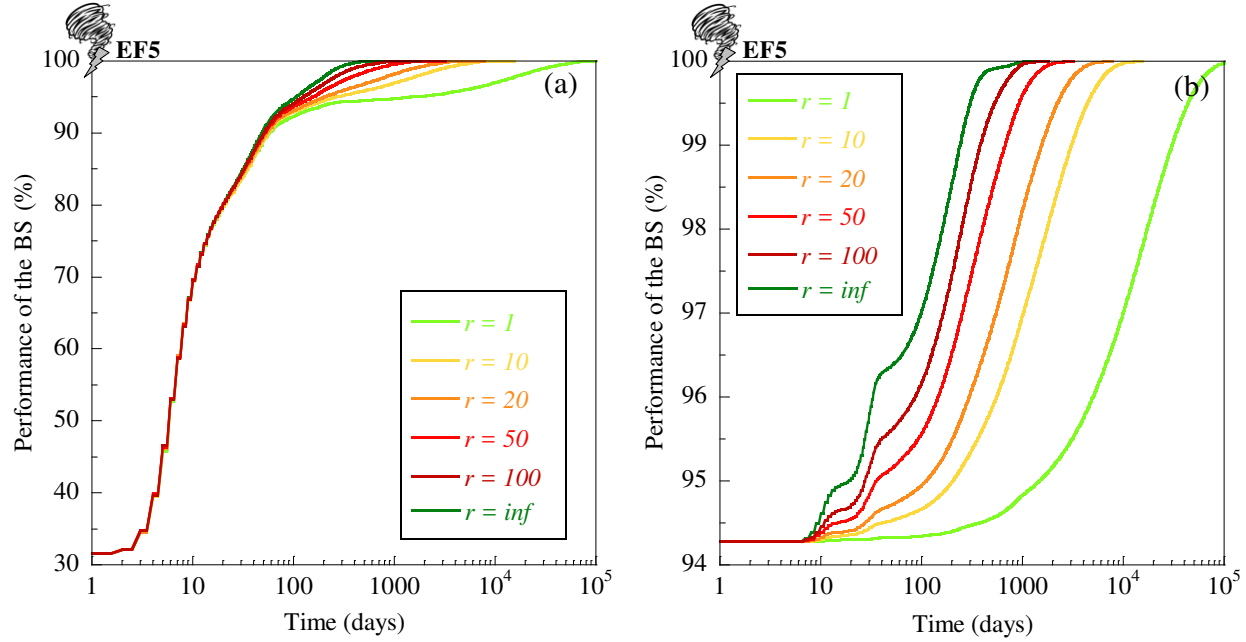 EF5
(a)
100
90
80
70
60
50
40
30
Performance of the BS (%)
r = 1
r = 10
r = 20
r = 50
r = 100
r = inf
1
10
100
1000
10^4
10^5
Time (days)
EF5
(b)
100
99
98
97
96
95
94
Performance of the BS (%)
r = 1
r = 10
r = 20
r = 50
r = 100
r = inf
1
10
100
1000
10^4
10^5
Time (days)